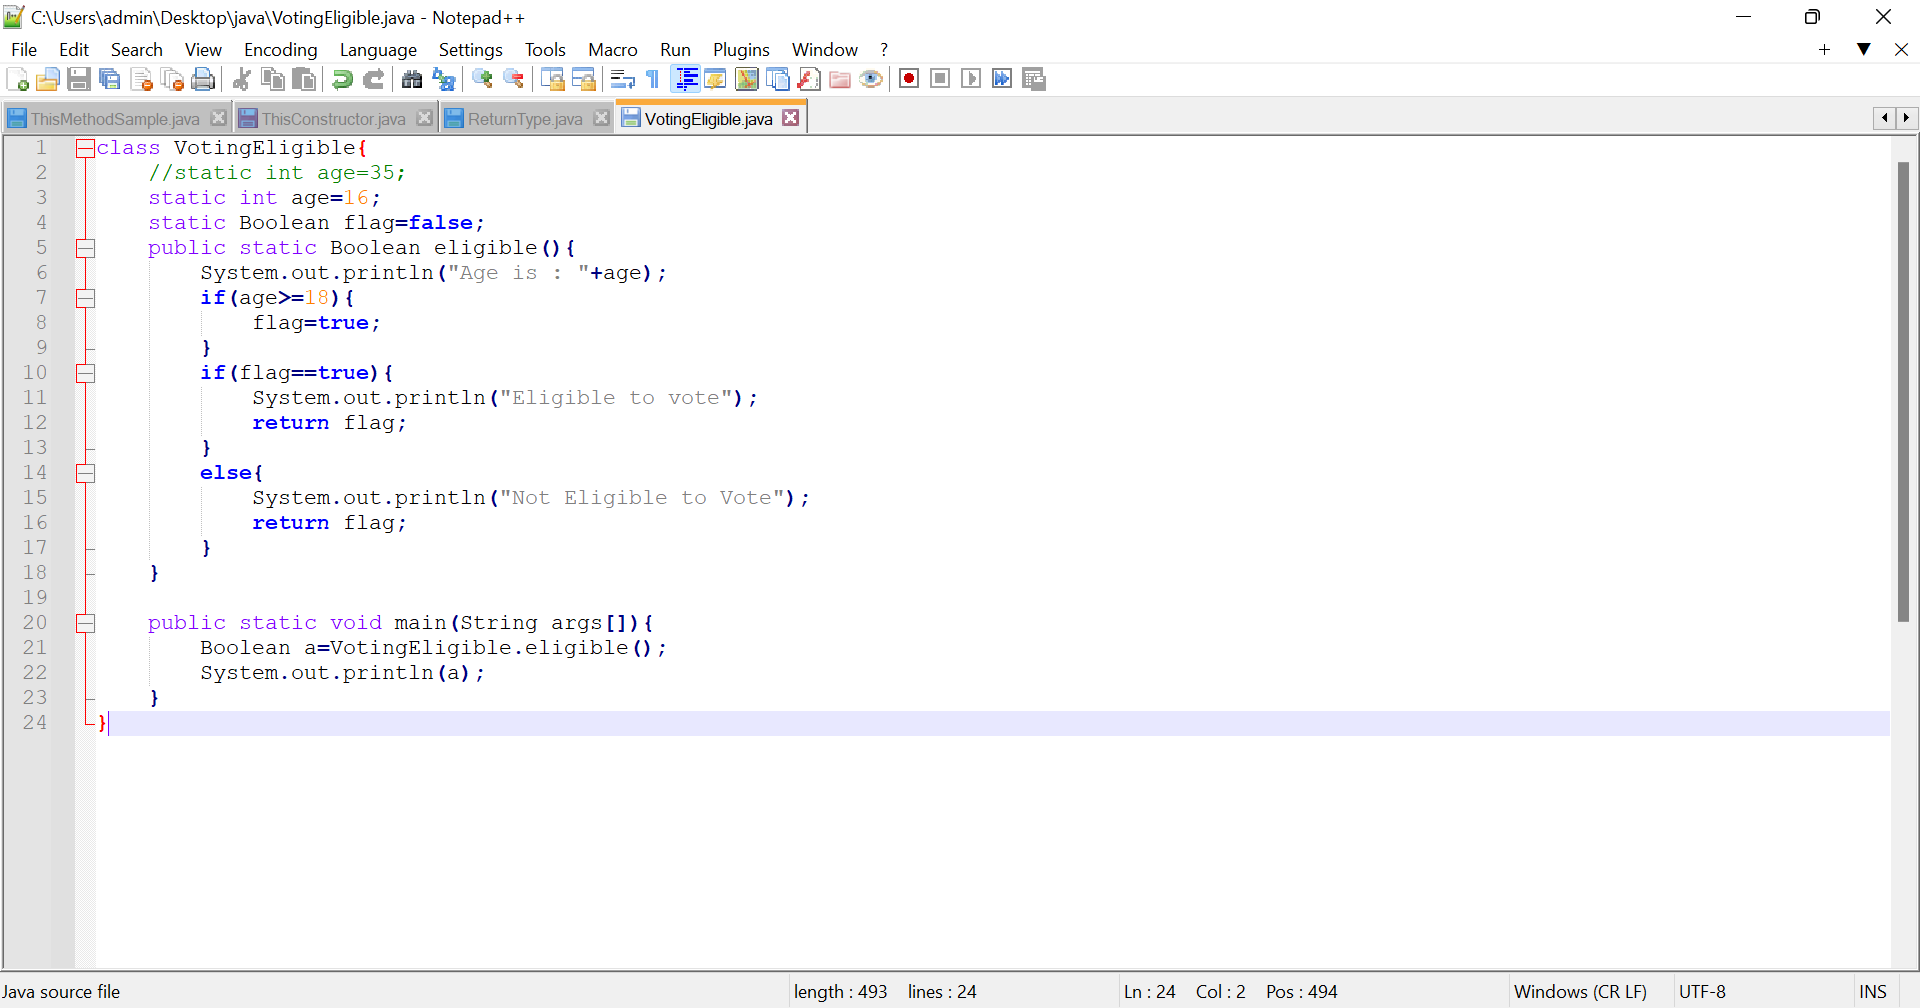 C:\Users\admin\Desktop\java\VotingEligible.java - Notepad++
File Edit Search View Encoding Language Settings Tools Macro Run Plugins Window ?
ThisMethodSample.java ThisConstructor.java ReturnType.java VotingEligible.java
1 class VotingEligible{
2 //static int age=35;
3 static int age=16;
4 static Boolean flag=false;
5 public static Boolean eligible(){
6 System.out.println("Age is : "+age);
7 if(age>=18){
8 flag=true;
9 }
10 if(flag==true){
11 System.out.println("Eligible to vote");
12 return flag;
13 }
14 else{
15 System.out.println("Not Eligible to Vote");
16 return flag;
17 }
18 }
19
20 public static void main(String args[]){
21 Boolean a=VotingEligible.eligible();
22 System.out.println(a);
23 }
24 }
Java source file length : 493 lines : 24 Ln : 24 Col : 2 Pos : 494 Windows (CR LF) UTF-8 INS